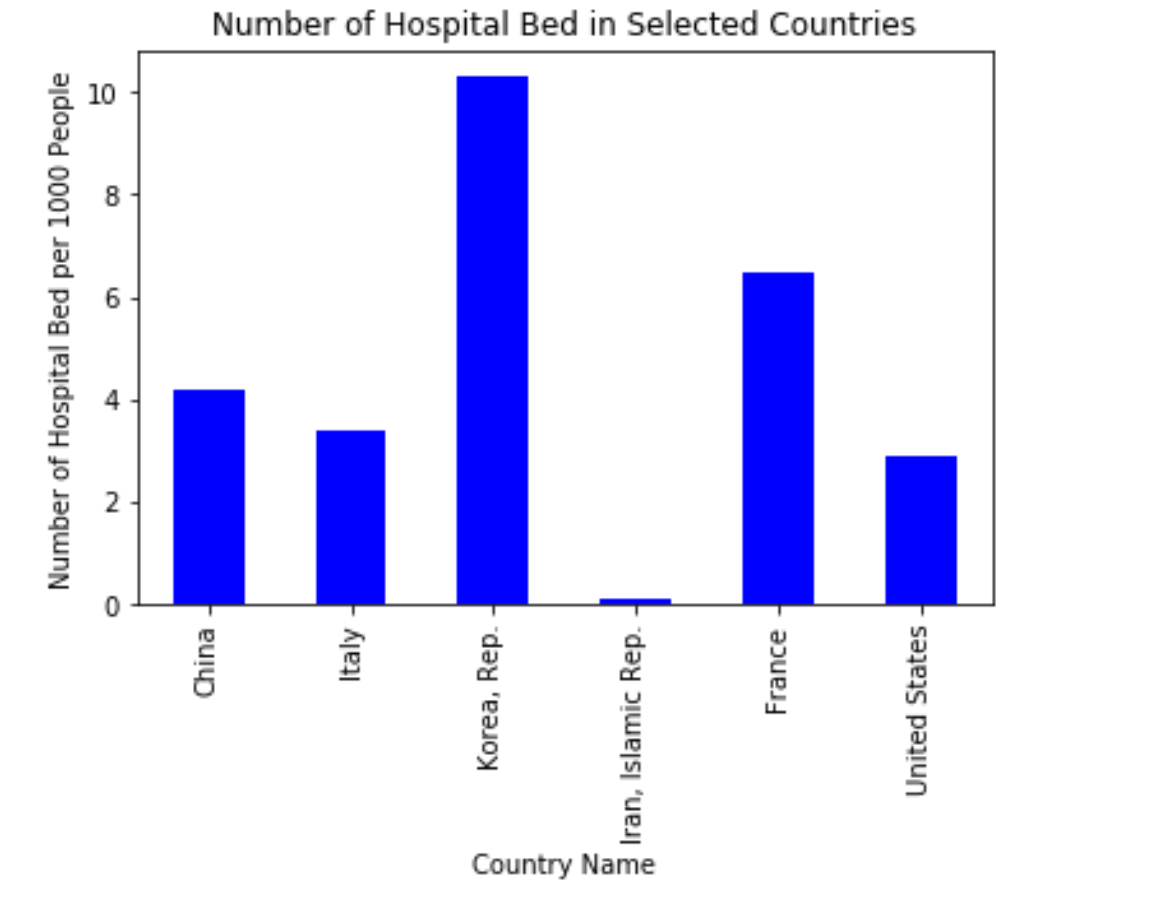 Number of Hospital Bed in Selected Countries
Number of Hospital Bed per 1000 People
10
8
6
4
2
0
China
Italy
Korea, Rep.
Iran, Islamic Rep.
France
United States
Country Name